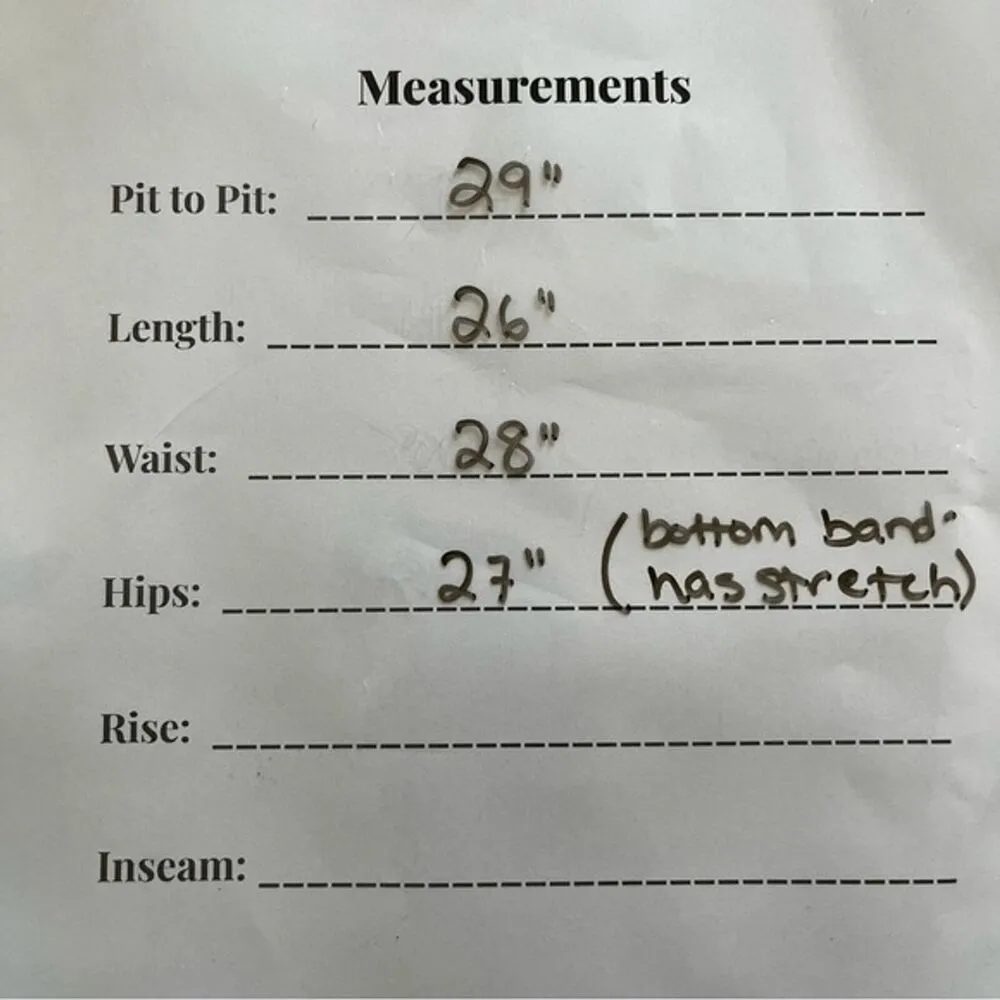 Measurements
Pit to Pit: 29"
Length: 26"
Waist: 28"
Hips: 27" (bottom band
has stretch)
Rise:
Inseam: